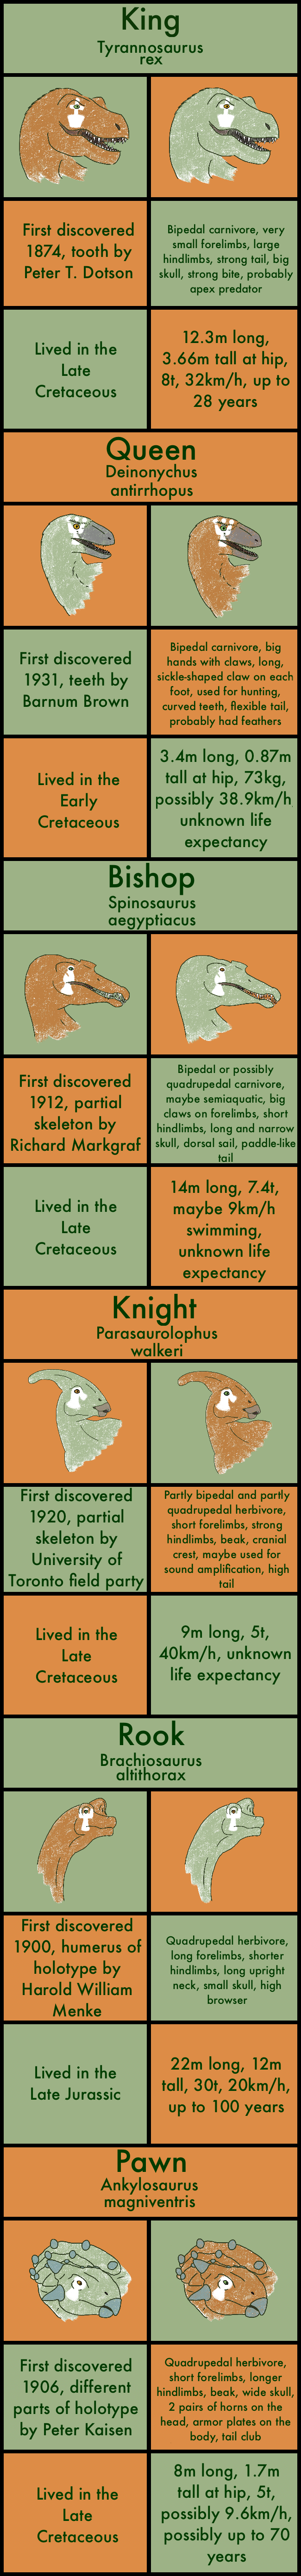 King
Tyrannosaurus
rex
First discovered
1874, tooth by
Peter T. Dotson
Bipedal carnivore, very
small forelimbs, large
hindlimbs, strong tail, big
skull, strong bite, probably
apex predator
Lived in the
Late
Cretaceous
12.3m long,
3.66m tall at hip,
8t, 32km/h, up to
28 years
Queen
Deinonychus
antirrhopus
First discovered
1931, teeth by
Barnum Brown
Bipedal carnivore, big
hands with claws, long,
sickle-shaped claw on each
foot, used for hunting,
curved teeth, flexible tail,
probably had feathers
Lived in the
Early
Cretaceous
3.4m long, 0.87m
tall at hip, 73kg,
possibly 38.9km/h
unknown life
expectancy
Bishop
Spinosaurus
aegyptiacus
First discovered
1912, partial
skeleton by
Richard Markgraf
Bipedal or possibly
quadrupedal carnivore,
maybe semiaquatic, big
claws on forelimbs, short
hindlimbs, long and narrow
skull, dorsal sail, paddle-like
tail
Lived in the
Late
Cretaceous
14m long, 7.4t,
maybe 9km/h
swimming,
unknown life
expectancy
Knight
Parasaurolophus
walkeri
First discovered
1920, partial
skeleton by
University of
Toronto field party
Partly bipedal and partly
quadrupedal herbivore,
short forelimbs, strong
hindlimbs, beak, cranial
crest, maybe used for
sound amplification, high
tail
Lived in the
Late
Cretaceous
9m long, 5t,
40km/h, unknown
life expectancy
Rook
Brachiosaurus
altithorax
First discovered
1900, humerus of
holotype by
Harold William
Menke
Quadrupedal herbivore,
long forelimbs, shorter
hindlimbs, long upright
neck, small skull, high
browser
Lived in the
Late Jurassic
22m long, 12m
tall, 30t, 20km/h,
up to 100 years
Pawn
Ankylosaurus
magniventris
First discovered
1906, different
parts of holotype
by Peter Kaisen
Quadrupedal herbivore,
short forelimbs, longer
hindlimbs, beak, wide skull,
2 pairs of horns on the
head, armor plates on the
body, tail club
Lived in the
Late
Cretaceous
8m long, 1.7m
tall at hip, 5t,
possibly 9.6km/h,
possibly up to 70
years